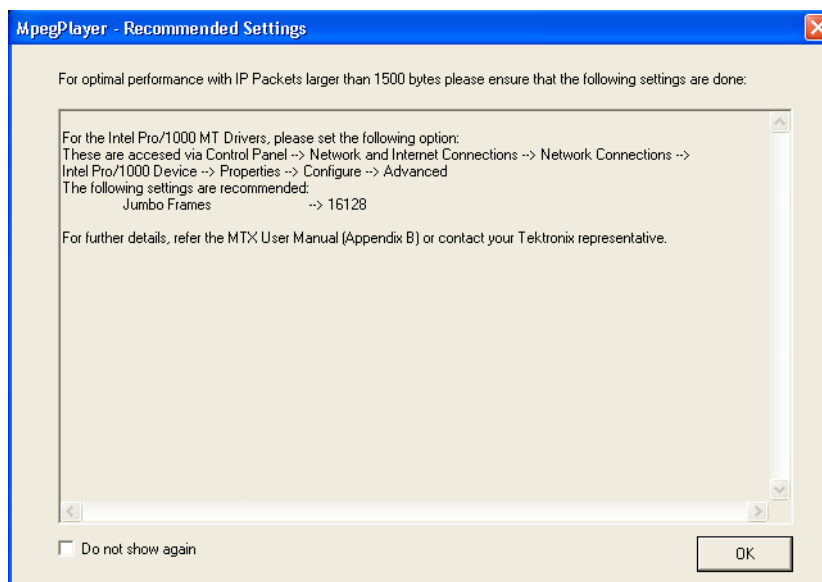 MpegPlayer - Recommended Settings
For optimal performance with IP Packets larger than 1500 bytes please ensure that the following settings are done:
For the Intel Pro/1000 MT Drivers, please set the following option:
These are accesed via Control Panel --> Network and Internet Connections --> Network Connections -->
Intel Pro/1000 Device --> Properties --> Configure --> Advanced
The following settings are recommended:
Jumbo Frames --> 16128
For further details, refer the MTX User Manual (Appendix B) or contact your Tektronix representative.
Do not show again
OK